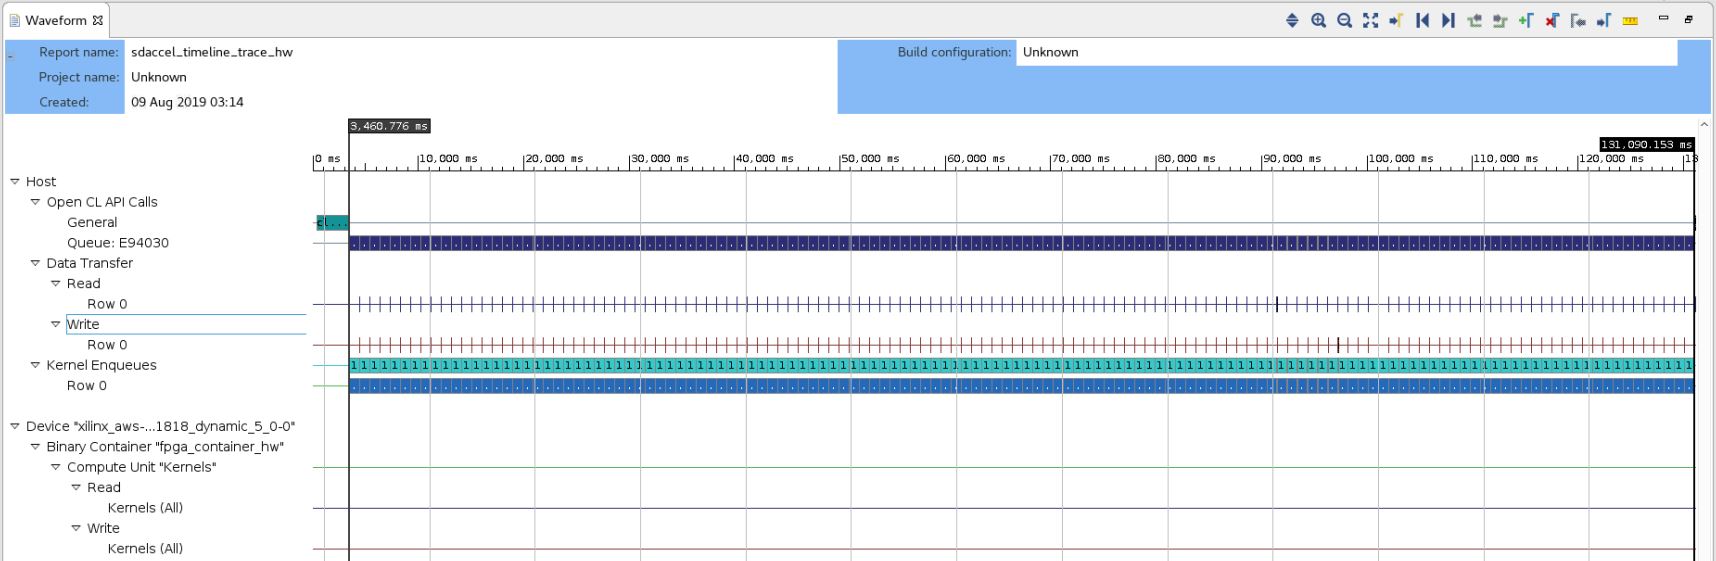 Waveform
Report name: sdaccel_timeline_trace_hw Build configuration: Unknown
Project name: Unknown
Created: 09 Aug 2019 03:14
3,460.776 ms
131,090.153 ms
0 ms 10,000 ms 20,000 ms 30,000 ms 40,000 ms 50,000 ms 60,000 ms 70,000 ms 80,000 ms 90,000 ms 100,000 ms 110,000 ms 120,000 ms 13
Host
Open CL API Calls
General cl...
Queue: E94030
Data Transfer
Read
Row 0
Write
Row 0
Kernel Enqueues
Row 0
Device "xilinx_aws-...1818_dynamic_5_0-0"
Binary Container "fpga_container_hw"
Compute Unit "Kernels"
Read
Kernels (All)
Write
Kernels (All)